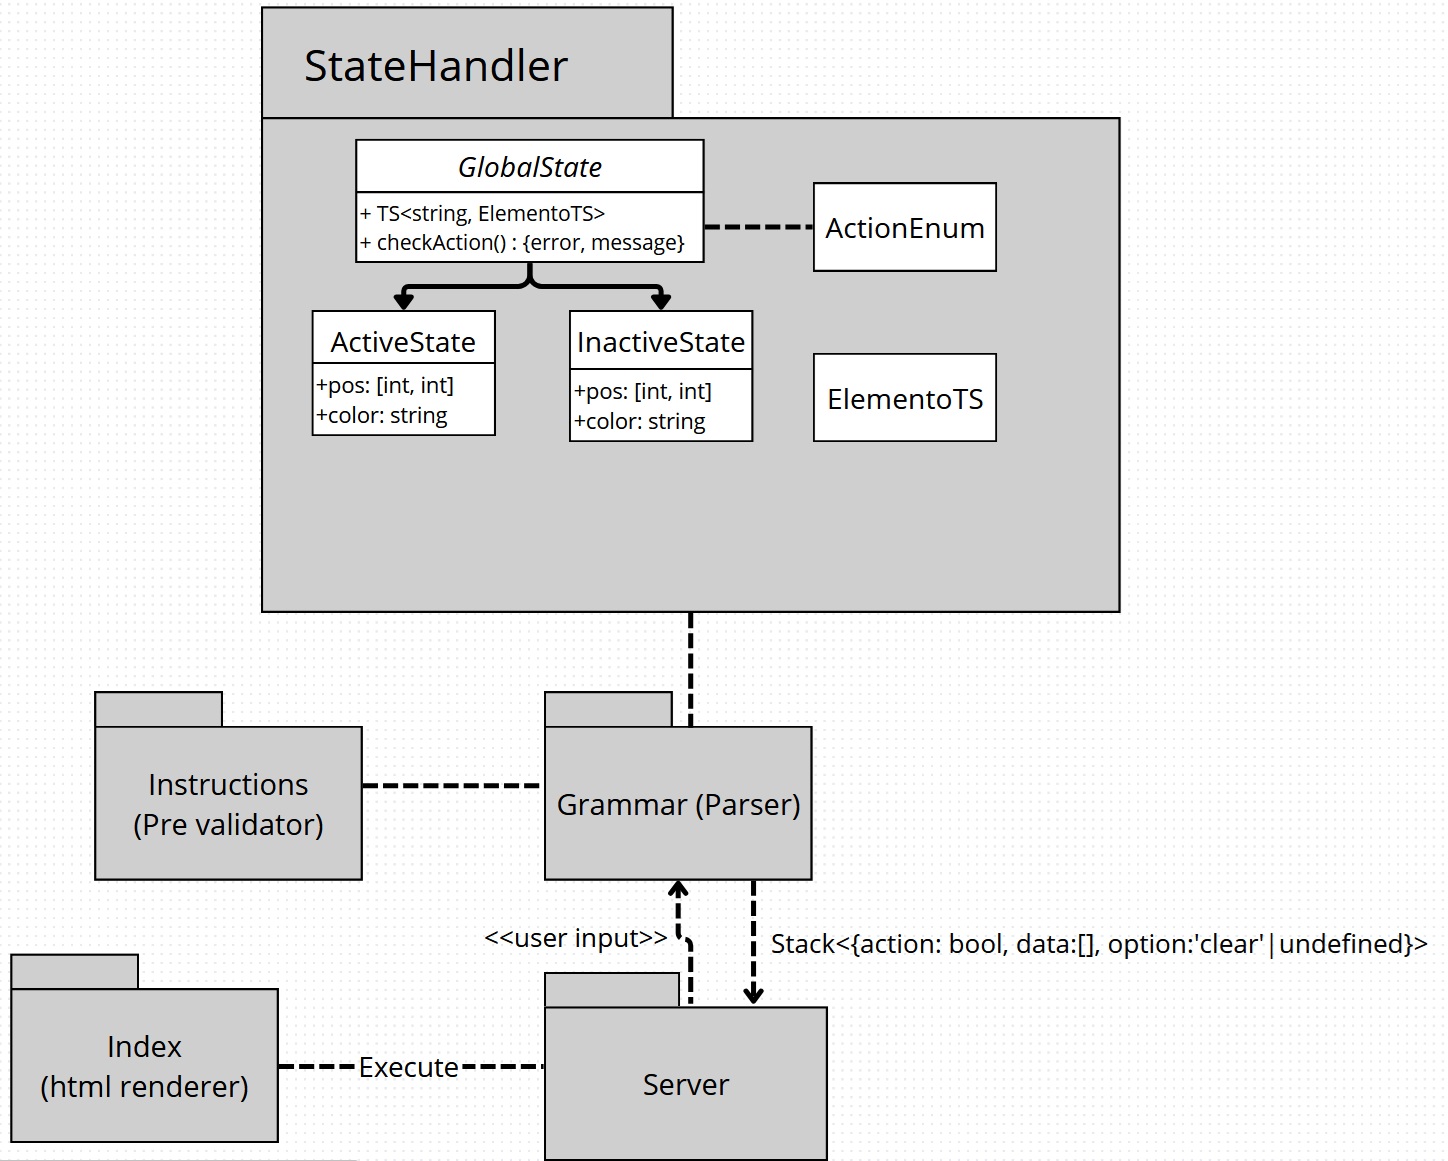 StateHandler
GlobalState
+ TS<string, ElementoTS>
+ checkAction() : {error, message}
ActionEnum
ActiveState
+pos: [int, int]
+color: string
InactiveState
+pos: [int, int]
+color: string
ElementoTS
Instructions
(Pre validator)
Grammar (Parser)
<<user input>>
Stack<{action: bool, data:[], option:'clear'|undefined}>
Index
(html renderer)
Execute
Server